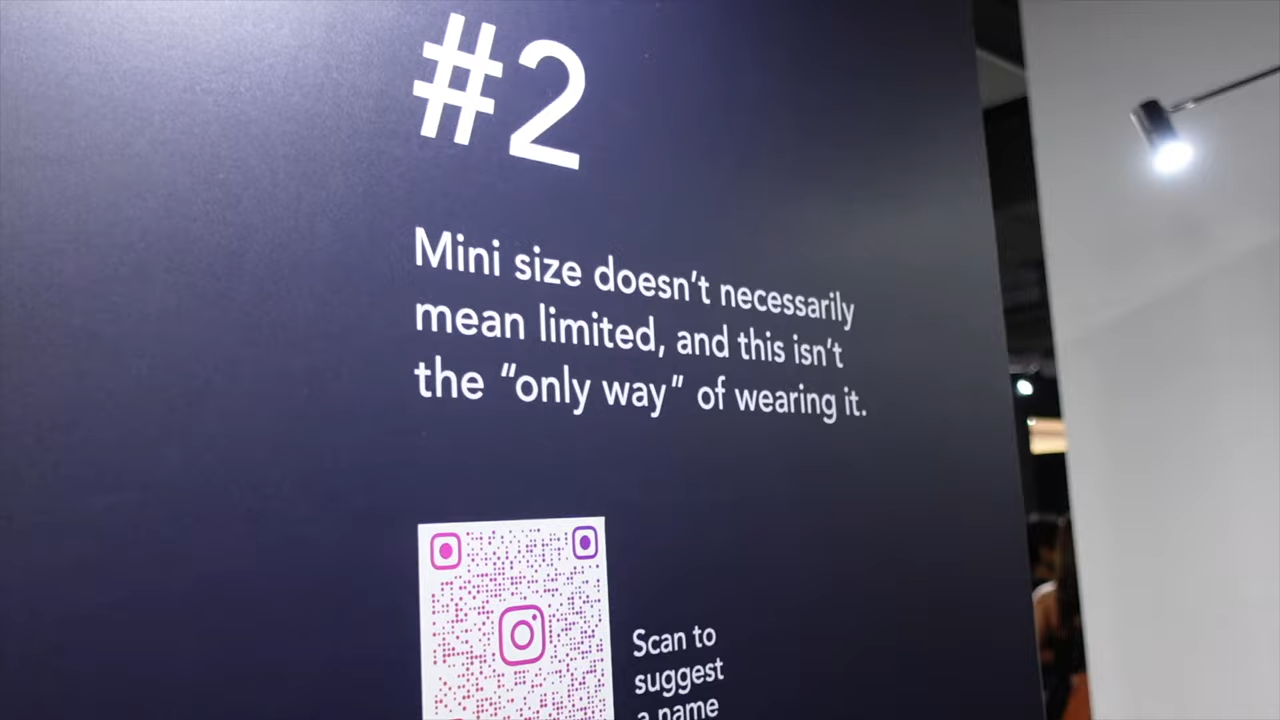 #2
Mini size doesn't necessarily
mean limited, and this isn't
the "only way" of wearing it.
Scan to
suggest
a name